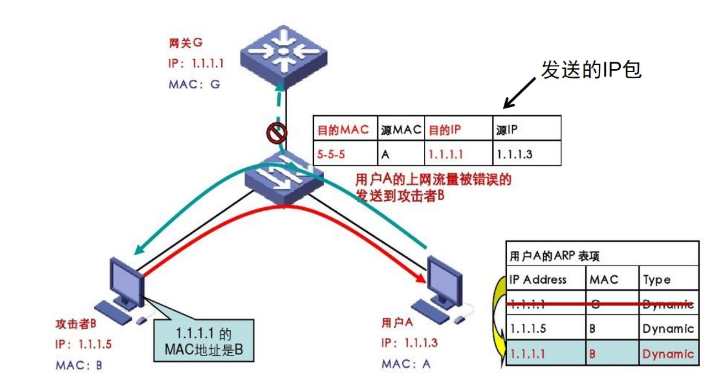 网关G
IP: 1.1.1.1
MAC: G
发送的IP包
目的MAC 源MAC 目的IP 源IP
5-5-5 A 1.1.1.1 1.1.1.3
用户A的上网流量被错误的
发送到攻击者B
用户A的ARP 表项
IP Address MAC Type
1.1.1.1 G Dynamic
1.1.1.5 B Dynamic
1.1.1.1 B Dynamic
攻击者B
IP: 1.1.1.5
MAC: B
1.1.1.1 的
MAC地址是B
用户A
IP: 1.1.1.3
MAC: A